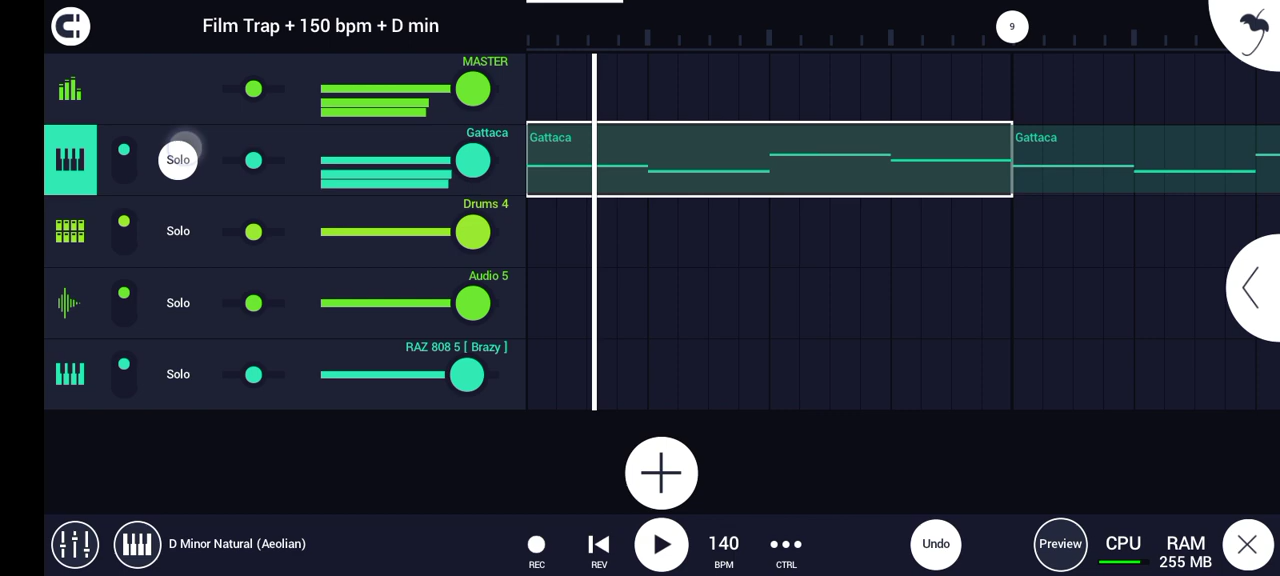 Film Trap + 150 bpm + D min
9
MASTER
Solo
Gattaca
Gattaca
Gattaca
Solo
Drums 4
Solo
Audio 5
Solo
RAZ 808 5 [ Brazy ]
D Minor Natural (Aeolian)
REC
REV
140
BPM
CTRL
Undo
Preview
CPU
RAM
255 MB